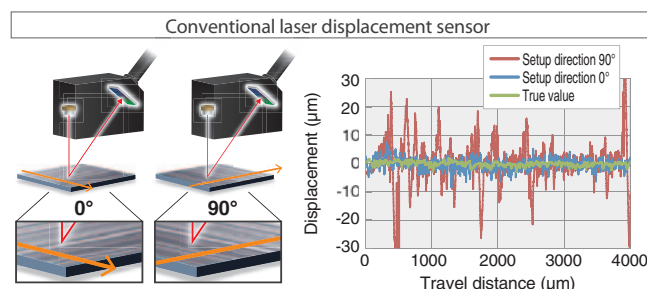 Conventional laser displacement sensor
0°
90°
Displacement (µm)
30
20
10
0
-10
-20
-30
Setup direction 90°
Setup direction 0°
True value
0
1000
2000
3000
4000
Travel distance (um)